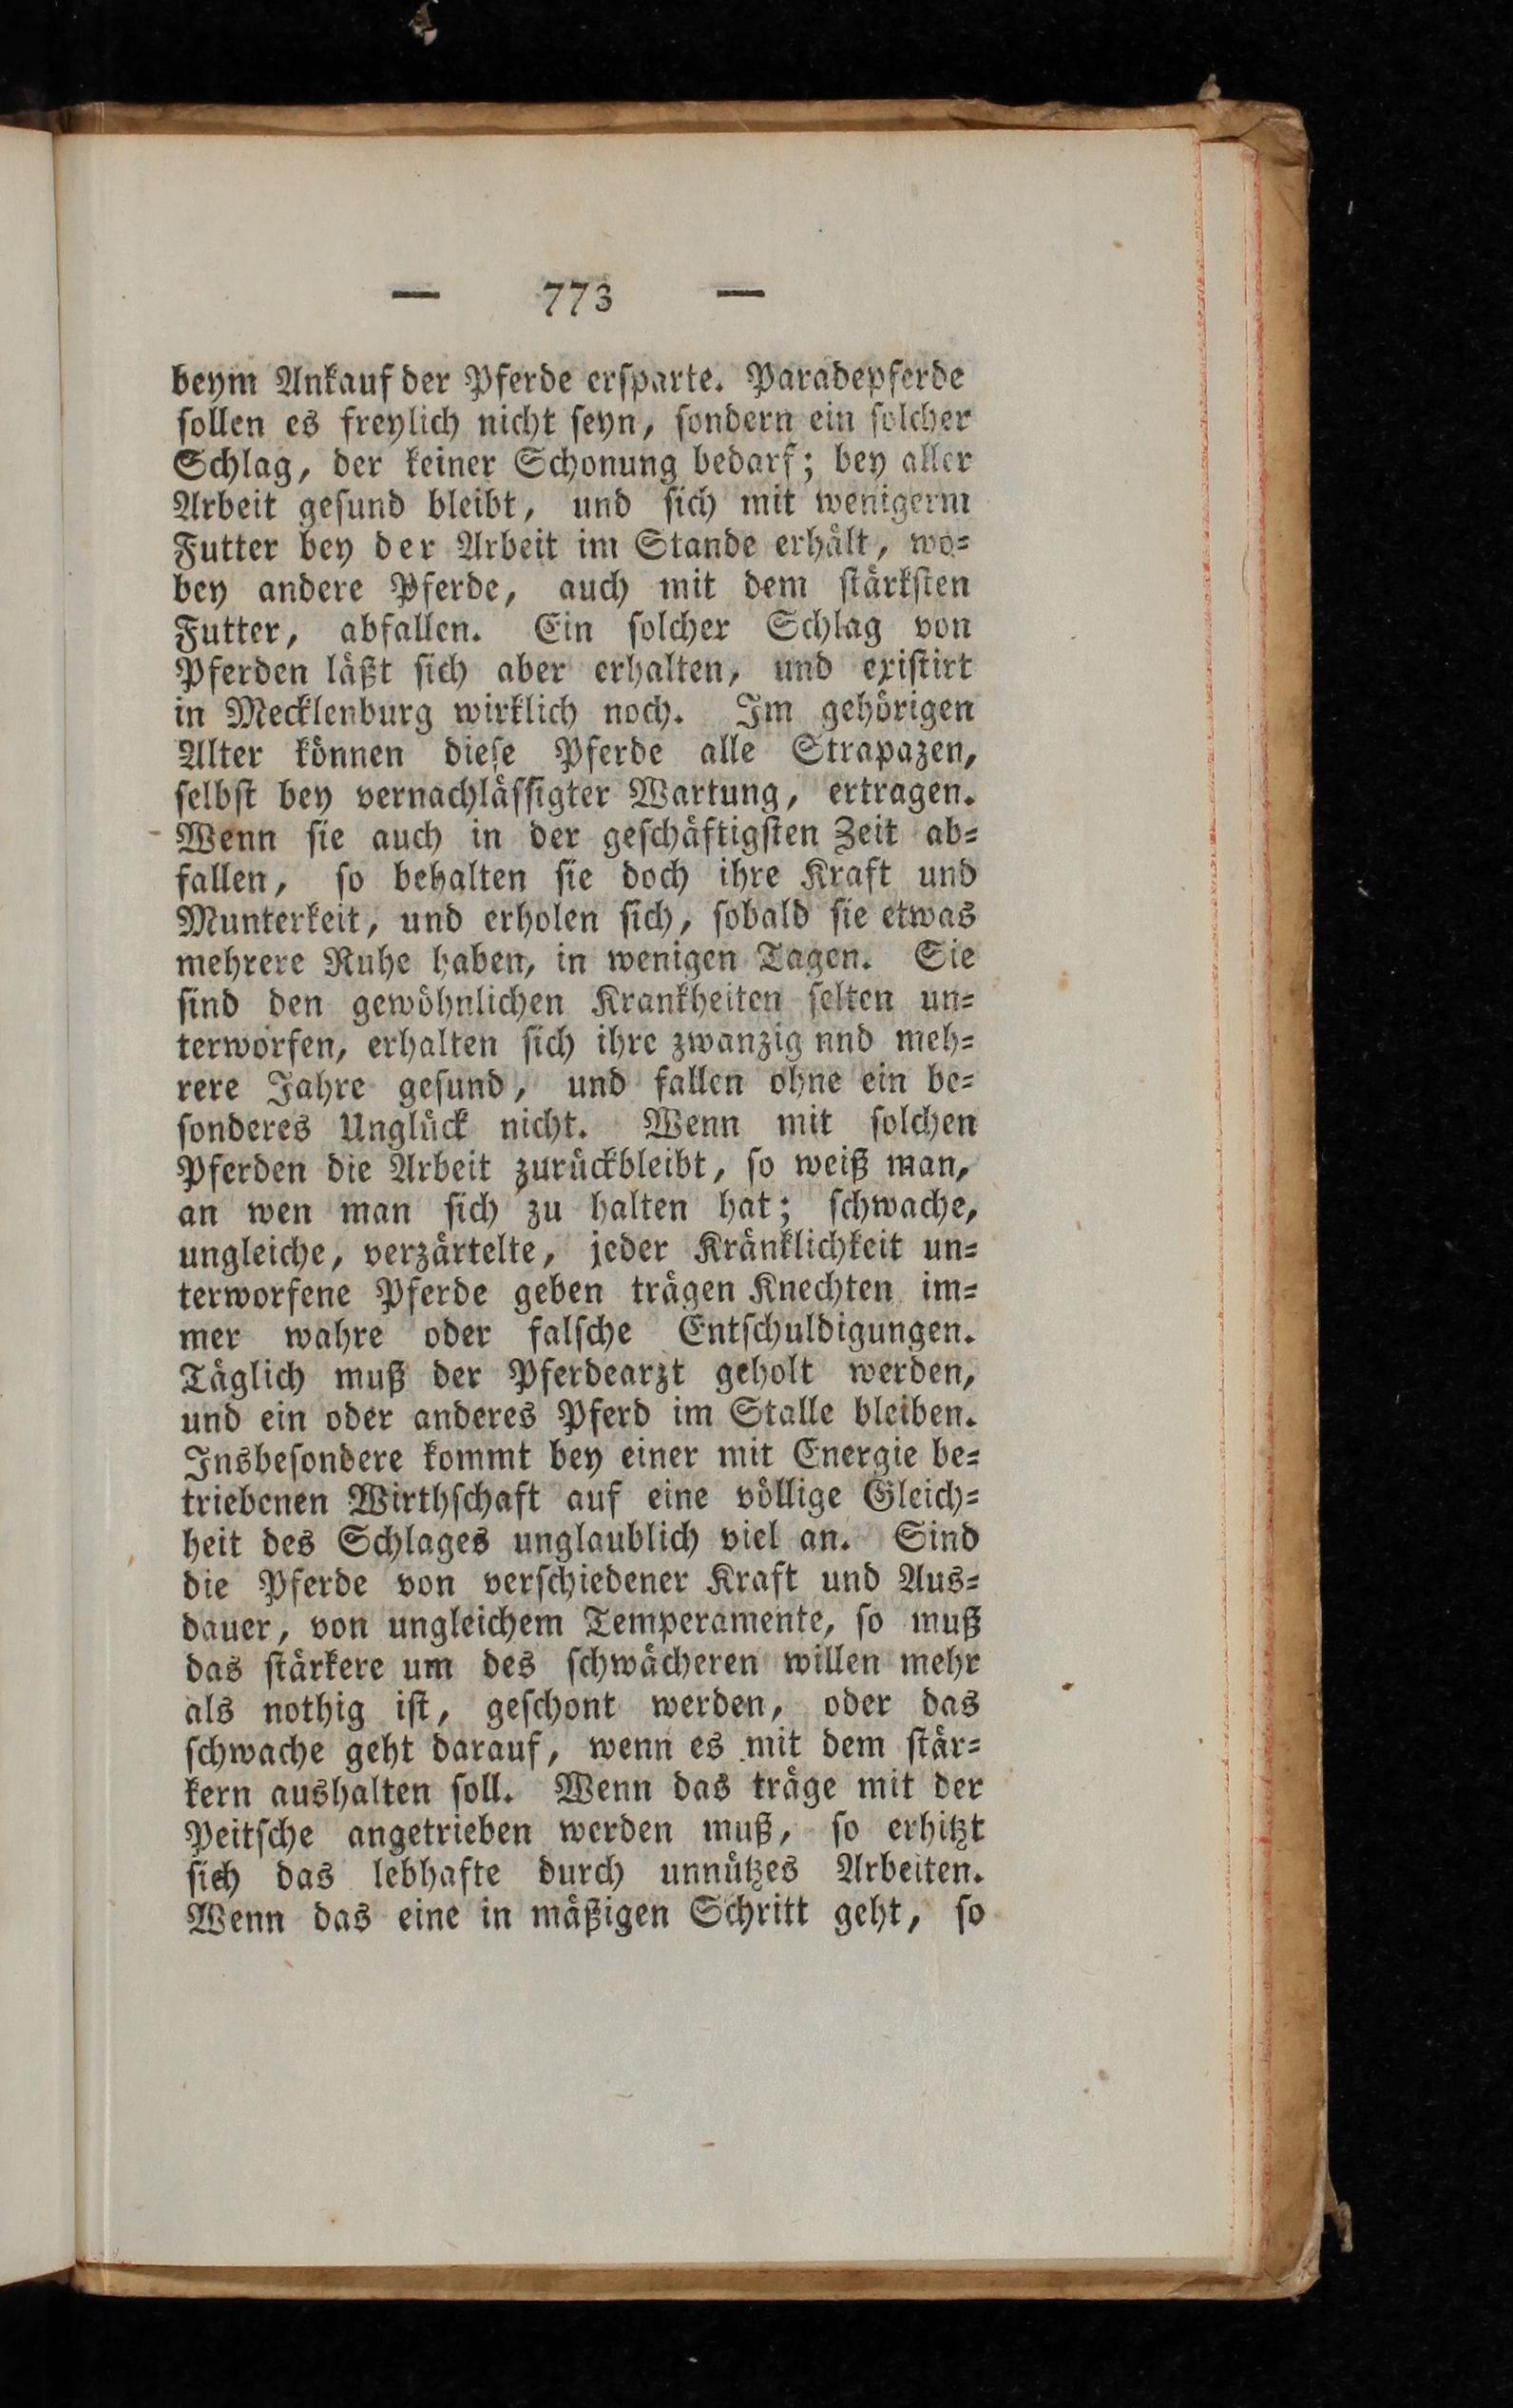 — 773 —
beym Ankauf der Pferde ersparte. Paradepferde
sollen es freylich nicht seyn, sondern ein solcher
Schlag, der keiner Schonung bedarf; bey aller
Arbeit gesund bleibt, und sich mit wenigerm
Futter bey der Arbeit im Stande erhält, wo=
bey andere Pferde, auch mit dem stärksten
Futter, abfallen. Ein solcher Schlag von
Pferden läßt sich aber erhalten, und existirt
in Mecklenburg wirklich noch. Im gehörigen
Alter können diese Pferde alle Strapazen,
selbst bey vernachlässigter Wartung, ertragen.
Wenn sie auch in der geschäftigsten Zeit ab=
fallen, so behalten sie doch ihre Kraft und
Munterkeit, und erholen sich, sobald sie etwas
mehrere Ruhe haben, in wenigen Tagen. Sie
sind den gewöhnlichen Krankheiten selten un=
terworfen, erhalten sich ihre zwanzig nnd meh=
rere Jahre gesund, und fallen ohne ein be=
sonderes Unglück nicht. Wenn mit solchen
Pferden die Arbeit zurückbleibt, so weiß man,
an wen man sich zu halten hat; schwache,
ungleiche, verzärtelte, jeder Kränklichkeit un=
terworfene Pferde geben trägen Knechten im=
mer wahre oder falsche Entschuldigungen.
Täglich muß der Pferdearzt geholt werden,
und ein oder anderes Pferd im Stalle bleiben.
Insbesondere kommt bey einer mit Energie be=
triebenen Wirthschaft auf eine völlige Gleich=
heit des Schlages unglaublich viel an. Sind
die Pferde von verschiedener Kraft und Aus=
dauer, von ungleichem Temperamente, so muß
das stärkere um des schwächeren willen mehr
als nothig ist, geschont werden, oder das
schwache geht darauf, wenn es mit dem stär=
kern aushalten soll. Wenn das träge mit der
Peitsche angetrieben werden muß, so erhitzt
sich das lebhafte durch unnützes Arbeiten.
Wenn das eine in mäßigen Schritt geht, so